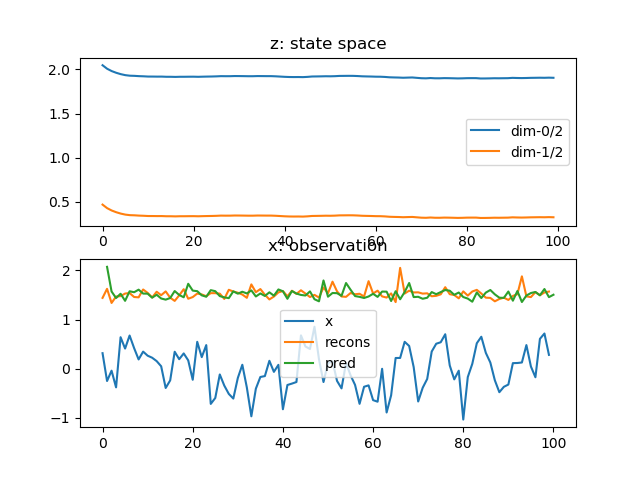 z: state space
2.0
1.5
1.0
0.5
dim-0/2
dim-1/2
0 20 40 60 80 100
x: observation
2
1
0
−1
x
recons
pred
0 20 40 60 80 100